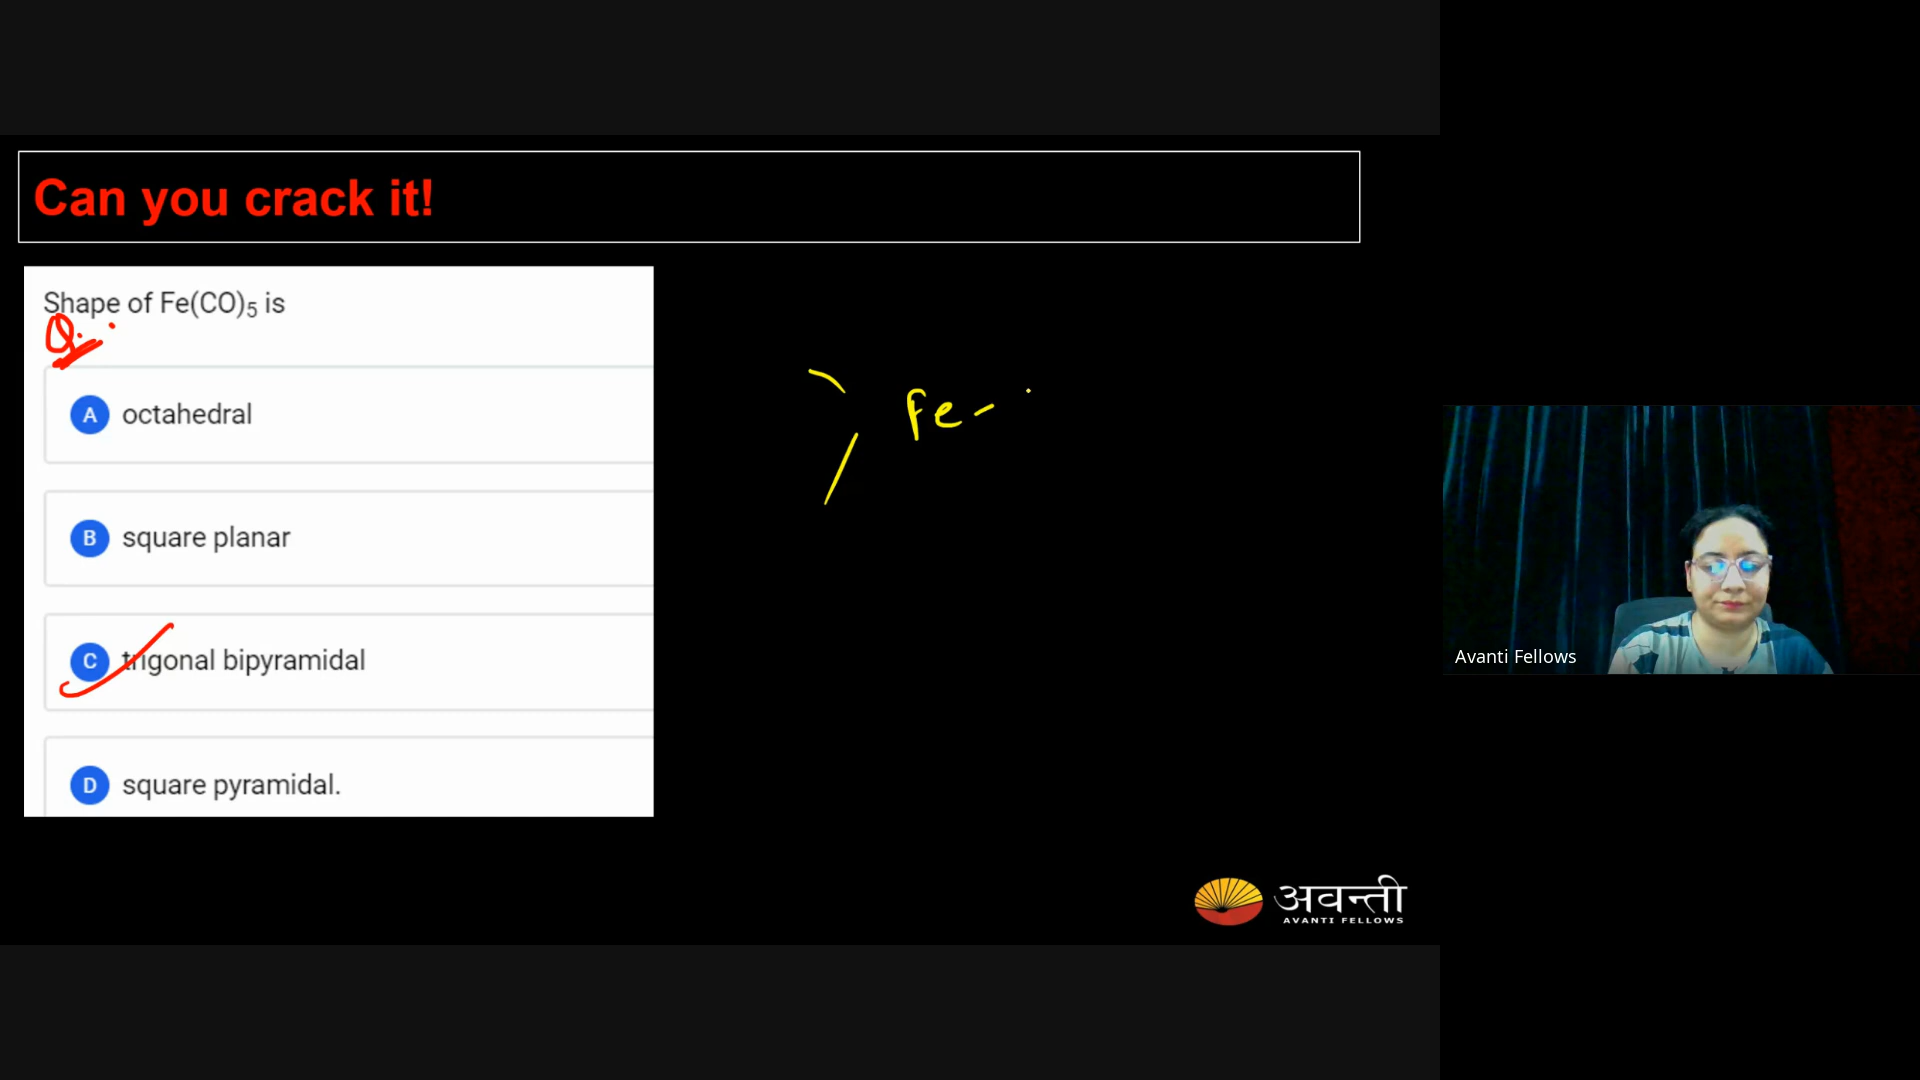 Can you crack it!
Shape of Fe(CO)₅ is
Q.
A octahedral
B square planar
C trigonal bipyramidal
D square pyramidal.
Fe-
Avanti Fellows
अवन्ती
AVANTI FELLOWS